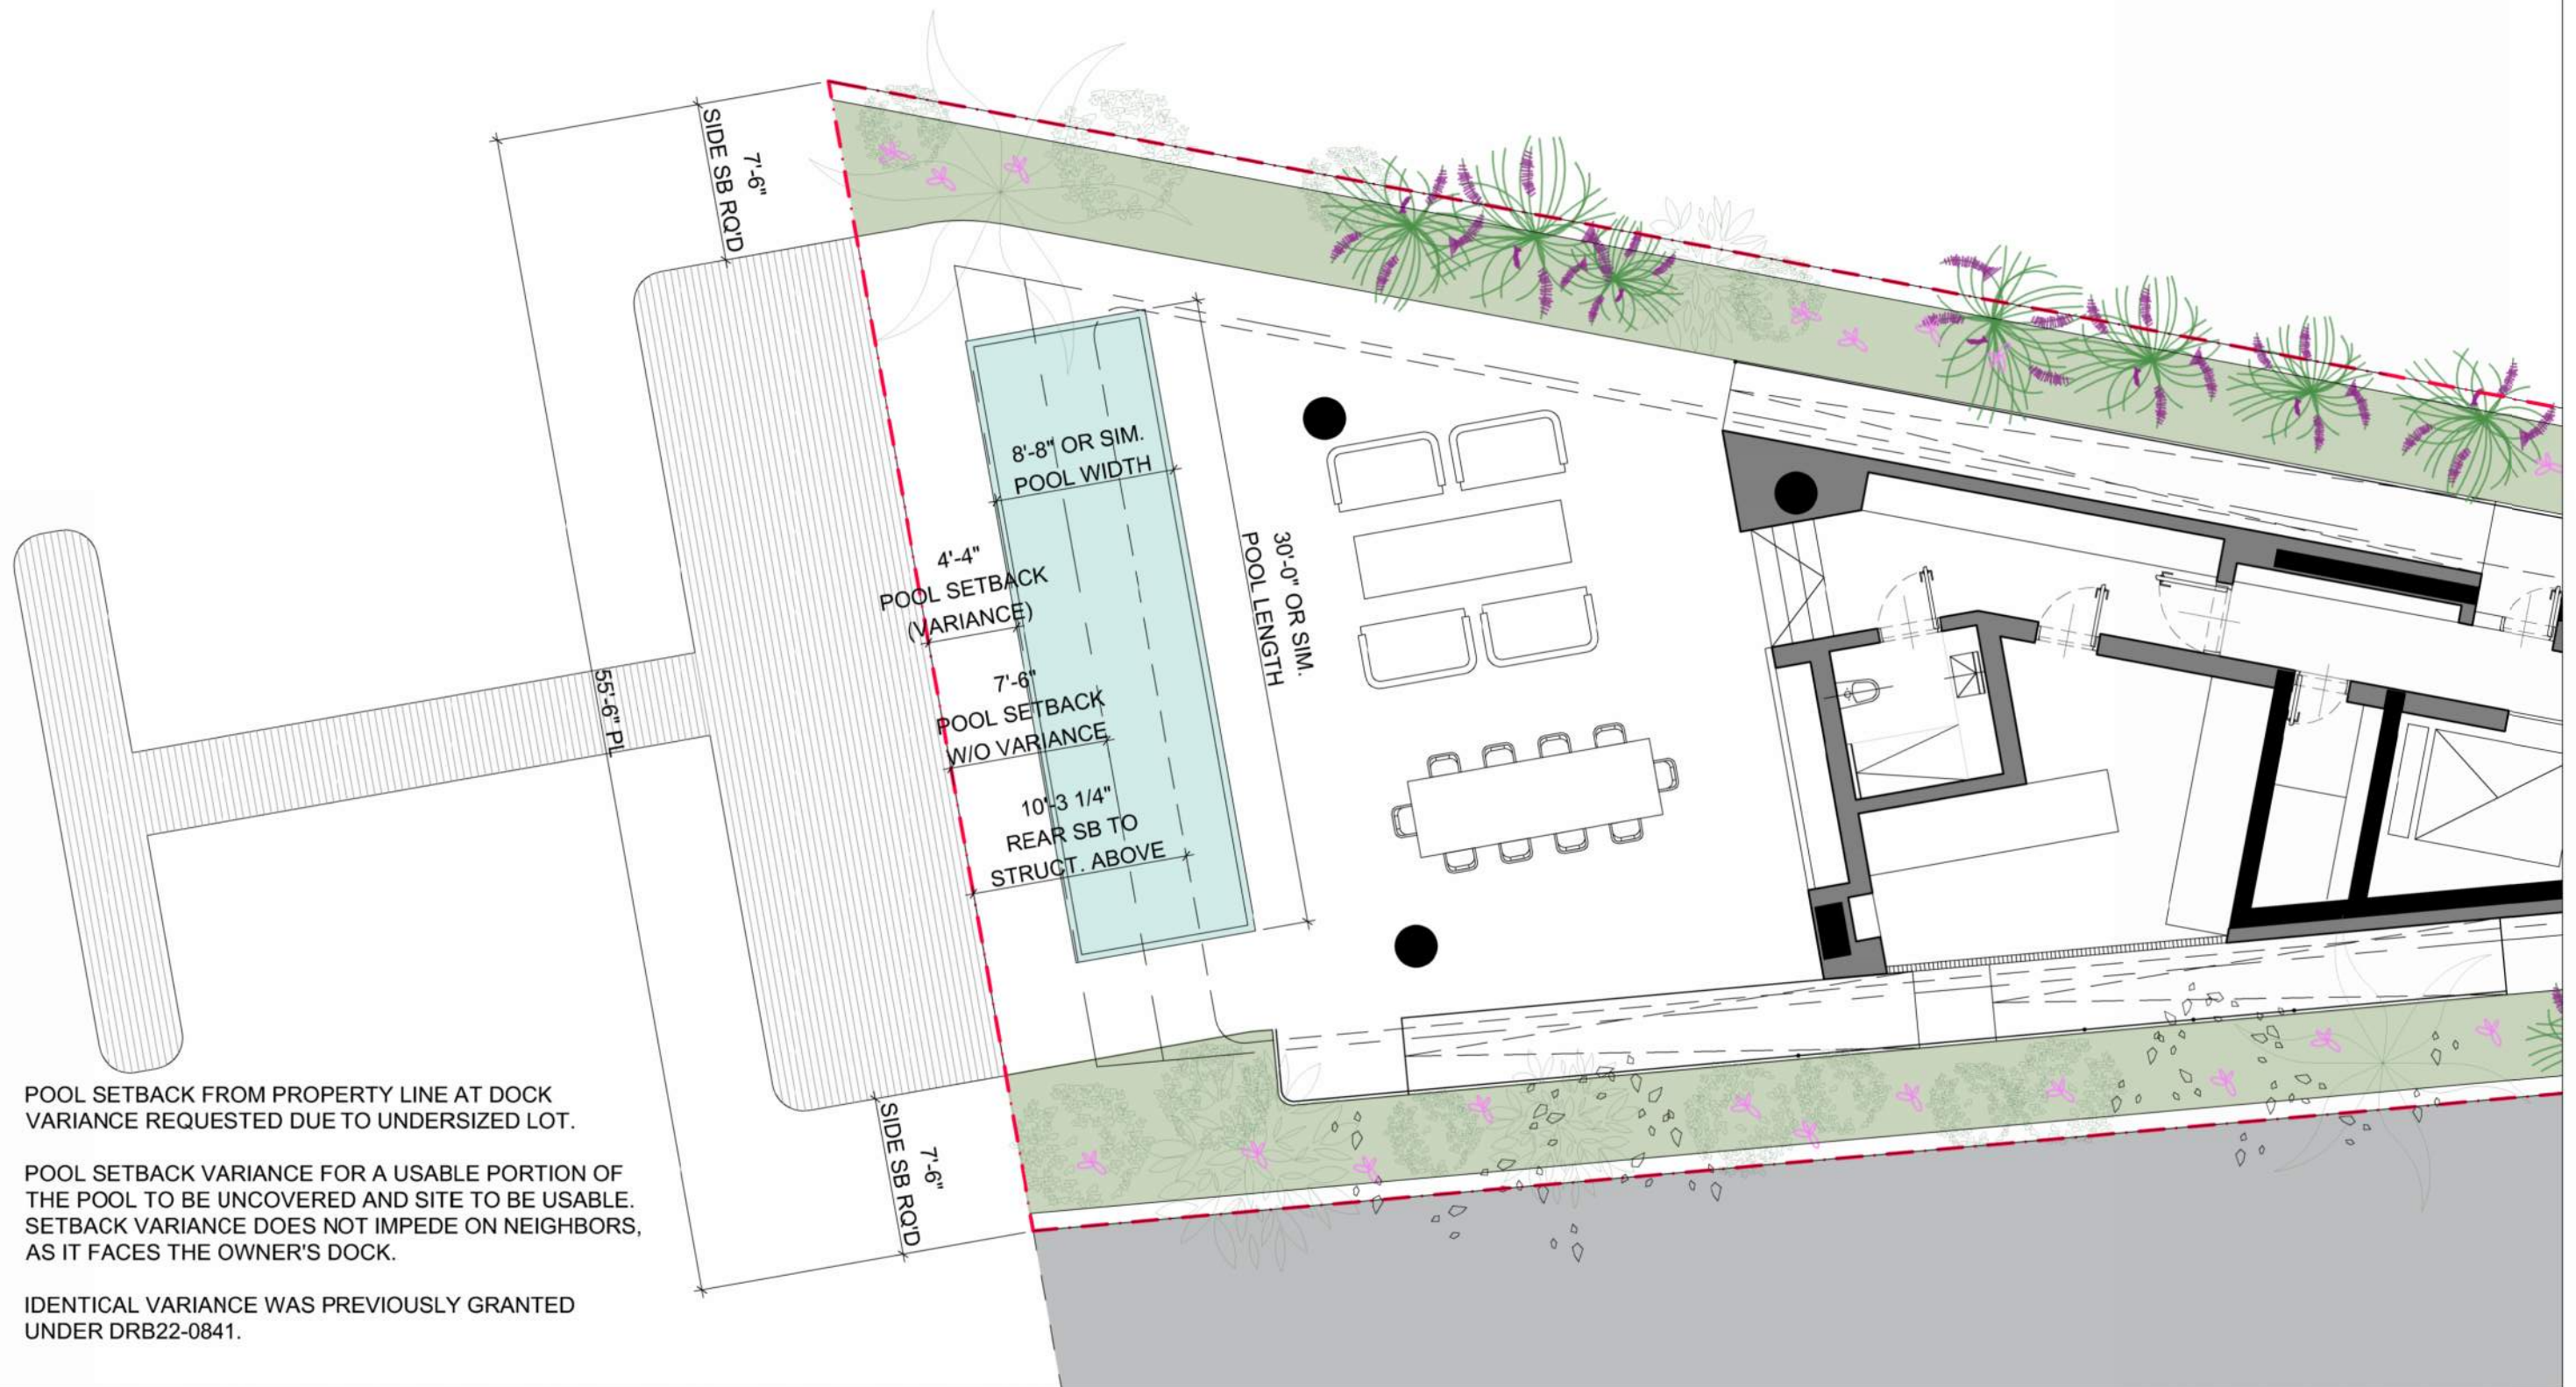 7'-6"
SIDE SB RQ'D
8'-8" OR SIM.
POOL WIDTH
4'-4"
POOL SETBACK
(VARIANCE)
30'-0" OR SIM.
POOL LENGTH
7'-6"
POOL SETBACK
W/O VARIANCE
55'-6" PL
10'-3 1/4"
REAR SB TO
STRUCT. ABOVE
7'-6"
SIDE SB RQ'D
POOL SETBACK FROM PROPERTY LINE AT DOCK
VARIANCE REQUESTED DUE TO UNDERSIZED LOT.
POOL SETBACK VARIANCE FOR A USABLE PORTION OF
THE POOL TO BE UNCOVERED AND SITE TO BE USABLE.
SETBACK VARIANCE DOES NOT IMPEDE ON NEIGHBORS,
AS IT FACES THE OWNER'S DOCK.
IDENTICAL VARIANCE WAS PREVIOUSLY GRANTED
UNDER DRB22-0841.